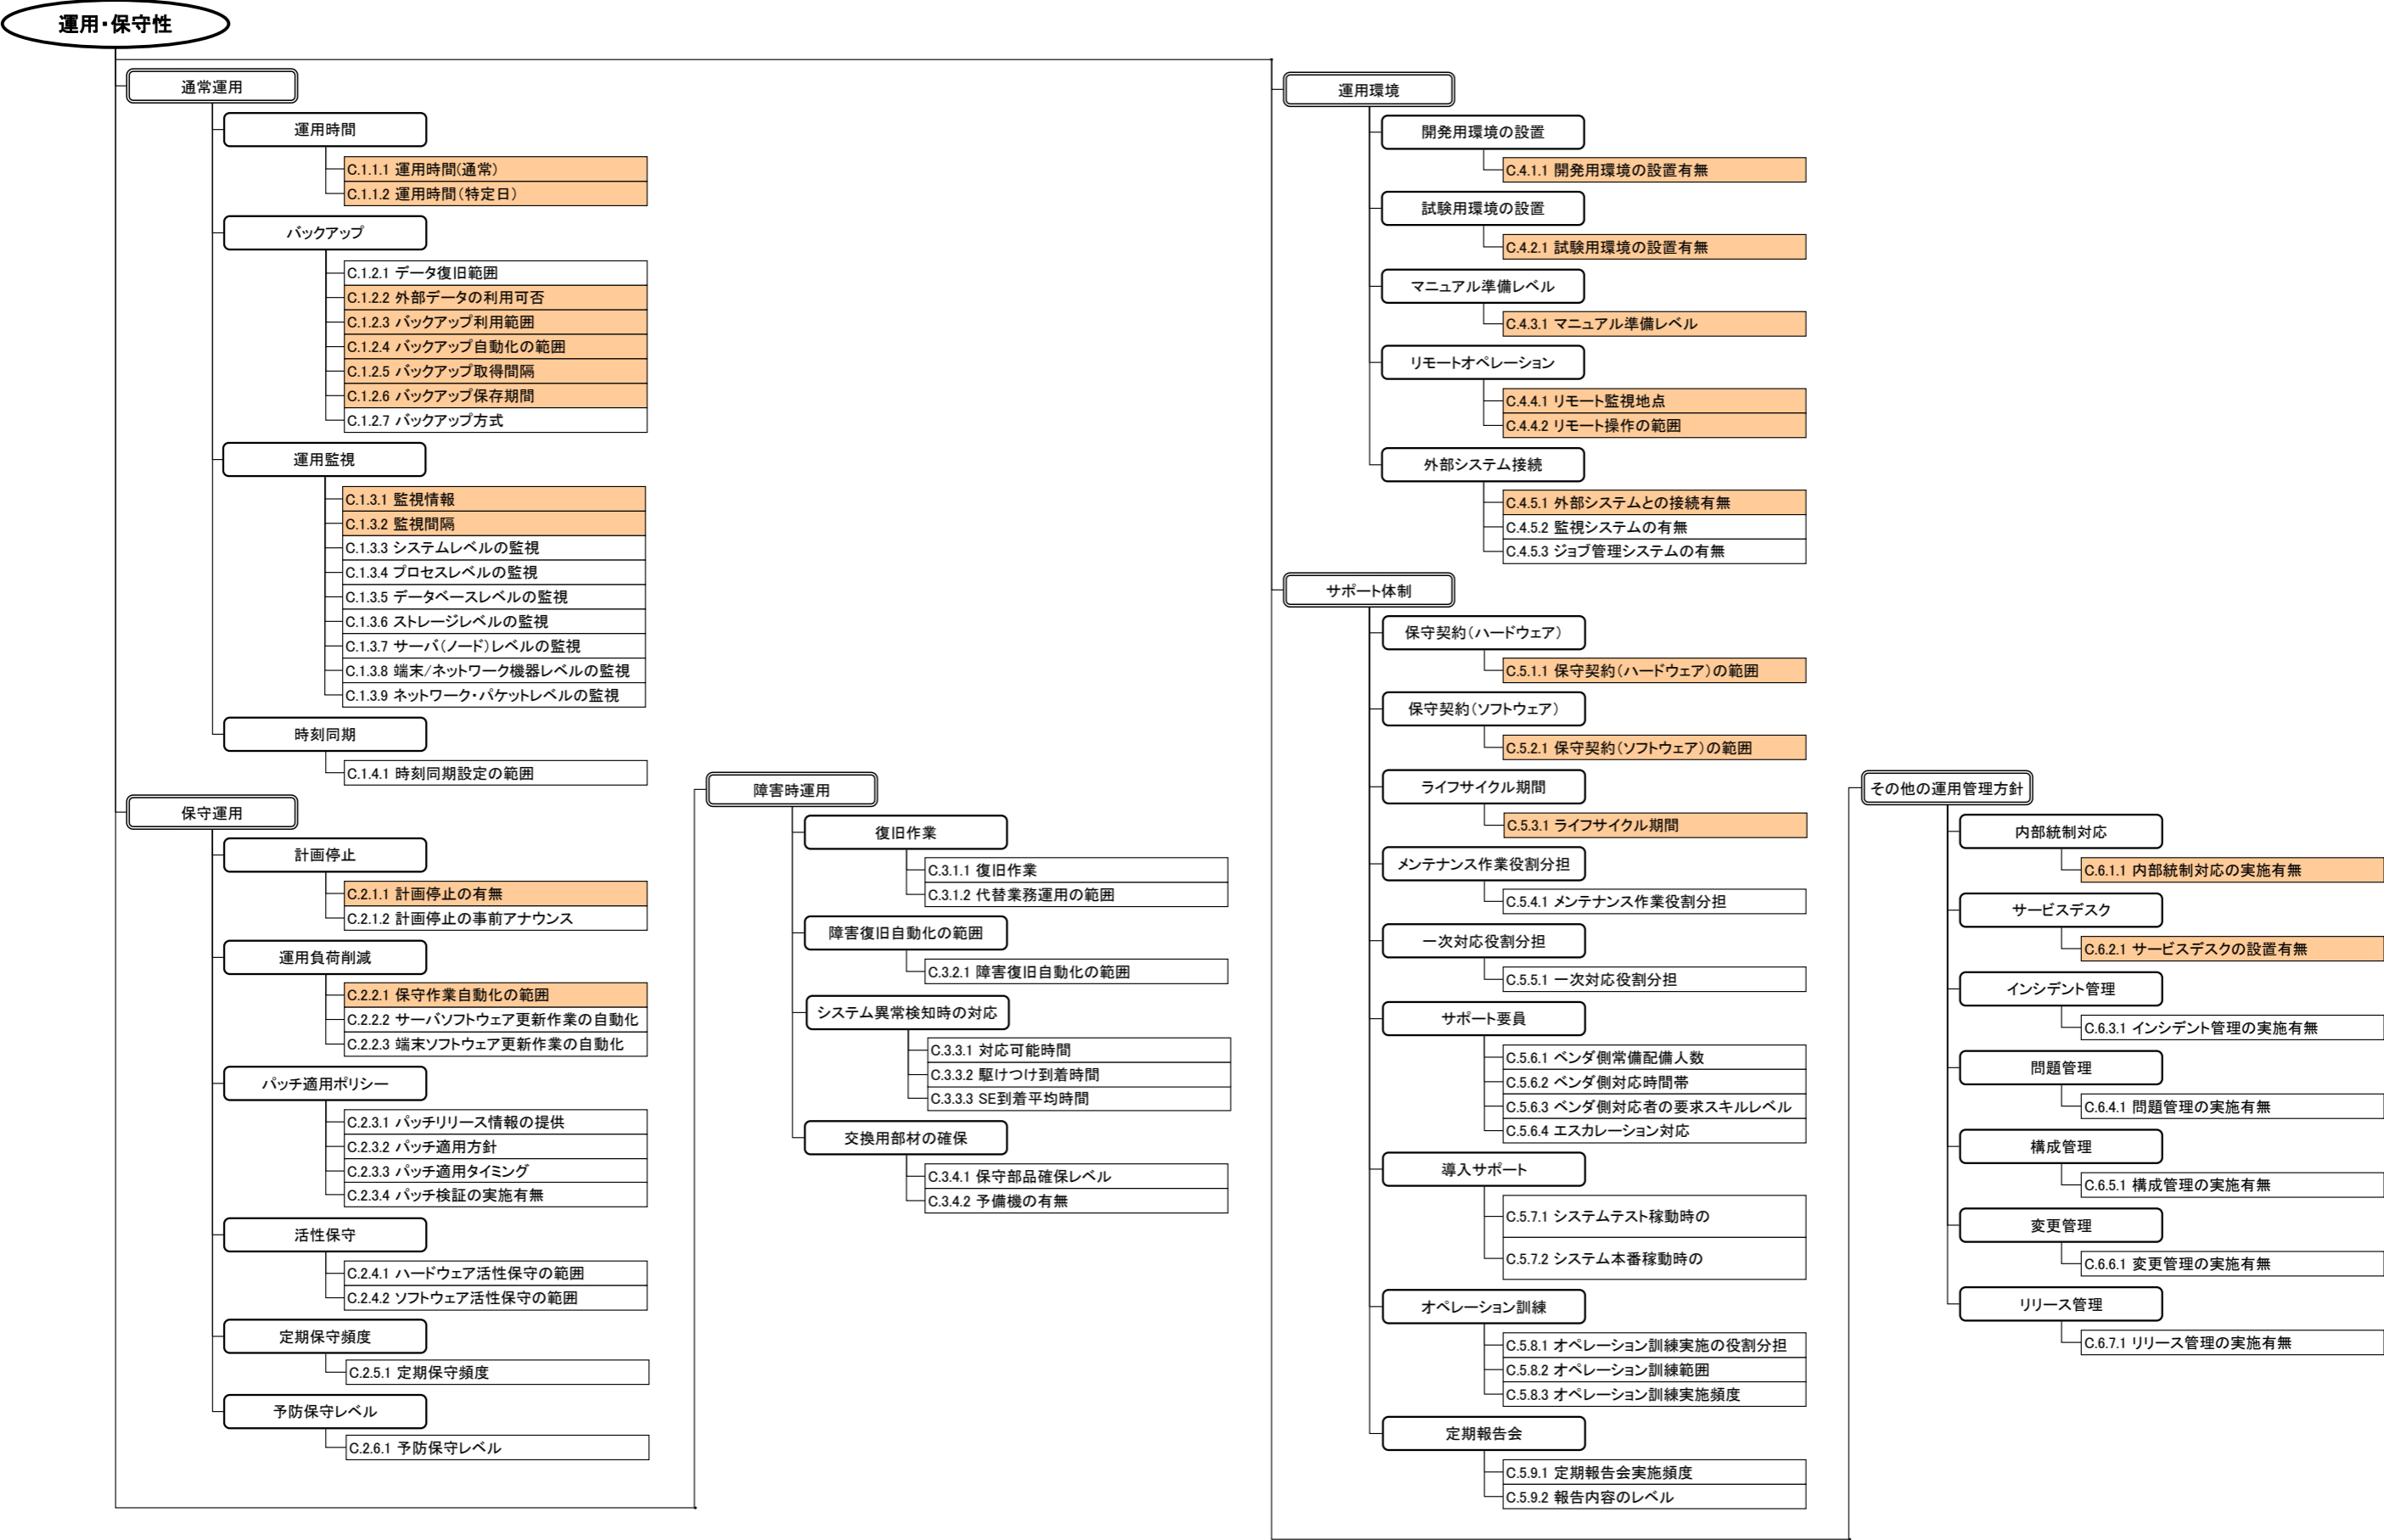 運用・保守性
通常運用
運用時間
C.1.1.1 運用時間(通常)
C.1.1.2 運用時間（特定日）
バックアップ
C.1.2.1 データ復旧範囲
C.1.2.2 外部データの利用可否
C.1.2.3 バックアップ利用範囲
C.1.2.4 バックアップ自動化の範囲
C.1.2.5 バックアップ取得間隔
C.1.2.6 バックアップ保存期間
C.1.2.7 バックアップ方式
運用監視
C.1.3.1 監視情報
C.1.3.2 監視間隔
C.1.3.3 システムレベルの監視
C.1.3.4 プロセスレベルの監視
C.1.3.5 データベースレベルの監視
C.1.3.6 ストレージレベルの監視
C.1.3.7 サーバ（ノード）レベルの監視
C.1.3.8 端末/ネットワーク機器レベルの監視
C.1.3.9 ネットワーク・パケットレベルの監視
時刻同期
C.1.4.1 時刻同期設定の範囲
保守運用
計画停止
C.2.1.1 計画停止の有無
C.2.1.2 計画停止の事前アナウンス
運用負荷削減
C.2.2.1 保守作業自動化の範囲
C.2.2.2 サーバソフトウェア更新作業の自動化
C.2.2.3 端末ソフトウェア更新作業の自動化
パッチ適用ポリシー
C.2.3.1 パッチリリース情報の提供
C.2.3.2 パッチ適用方針
C.2.3.3 パッチ適用タイミング
C.2.3.4 パッチ検証の実施有無
活性保守
C.2.4.1 ハードウェア活性保守の範囲
C.2.4.2 ソフトウェア活性保守の範囲
定期保守頻度
C.2.5.1 定期保守頻度
予防保守レベル
C.2.6.1 予防保守レベル
障害時運用
復旧作業
C.3.1.1 復旧作業
C.3.1.2 代替業務運用の範囲
障害復旧自動化の範囲
C.3.2.1 障害復旧自動化の範囲
システム異常検知時の対応
C.3.3.1 対応可能時間
C.3.3.2 駆けつけ到着時間
C.3.3.3 SE到着平均時間
交換用部材の確保
C.3.4.1 保守部品確保レベル
C.3.4.2 予備機の有無
運用環境
開発用環境の設置
C.4.1.1 開発用環境の設置有無
試験用環境の設置
C.4.2.1 試験用環境の設置有無
マニュアル準備レベル
C.4.3.1 マニュアル準備レベル
リモートオペレーション
C.4.4.1 リモート監視地点
C.4.4.2 リモート操作の範囲
外部システム接続
C.4.5.1 外部システムとの接続有無
C.4.5.2 監視システムの有無
C.4.5.3 ジョブ管理システムの有無
サポート体制
保守契約（ハードウェア）
C.5.1.1 保守契約（ハードウェア）の範囲
保守契約（ソフトウェア）
C.5.2.1 保守契約（ソフトウェア）の範囲
ライフサイクル期間
C.5.3.1 ライフサイクル期間
メンテナンス作業役割分担
C.5.4.1 メンテナンス作業役割分担
一次対応役割分担
C.5.5.1 一次対応役割分担
サポート要員
C.5.6.1 ベンダ側常備配備人数
C.5.6.2 ベンダ側対応時間帯
C.5.6.3 ベンダ側対応者の要求スキルレベル
C.5.6.4 エスカレーション対応
導入サポート
C.5.7.1 システムテスト稼動時の
C.5.7.2 システム本番稼動時の
オペレーション訓練
C.5.8.1 オペレーション訓練実施の役割分担
C.5.8.2 オペレーション訓練範囲
C.5.8.3 オペレーション訓練実施頻度
定期報告会
C.5.9.1 定期報告会実施頻度
C.5.9.2 報告内容のレベル
その他の運用管理方針
内部統制対応
C.6.1.1 内部統制対応の実施有無
サービスデスク
C.6.2.1 サービスデスクの設置有無
インシデント管理
C.6.3.1 インシデント管理の実施有無
問題管理
C.6.4.1 問題管理の実施有無
構成管理
C.6.5.1 構成管理の実施有無
変更管理
C.6.6.1 変更管理の実施有無
リリース管理
C.6.7.1 リリース管理の実施有無